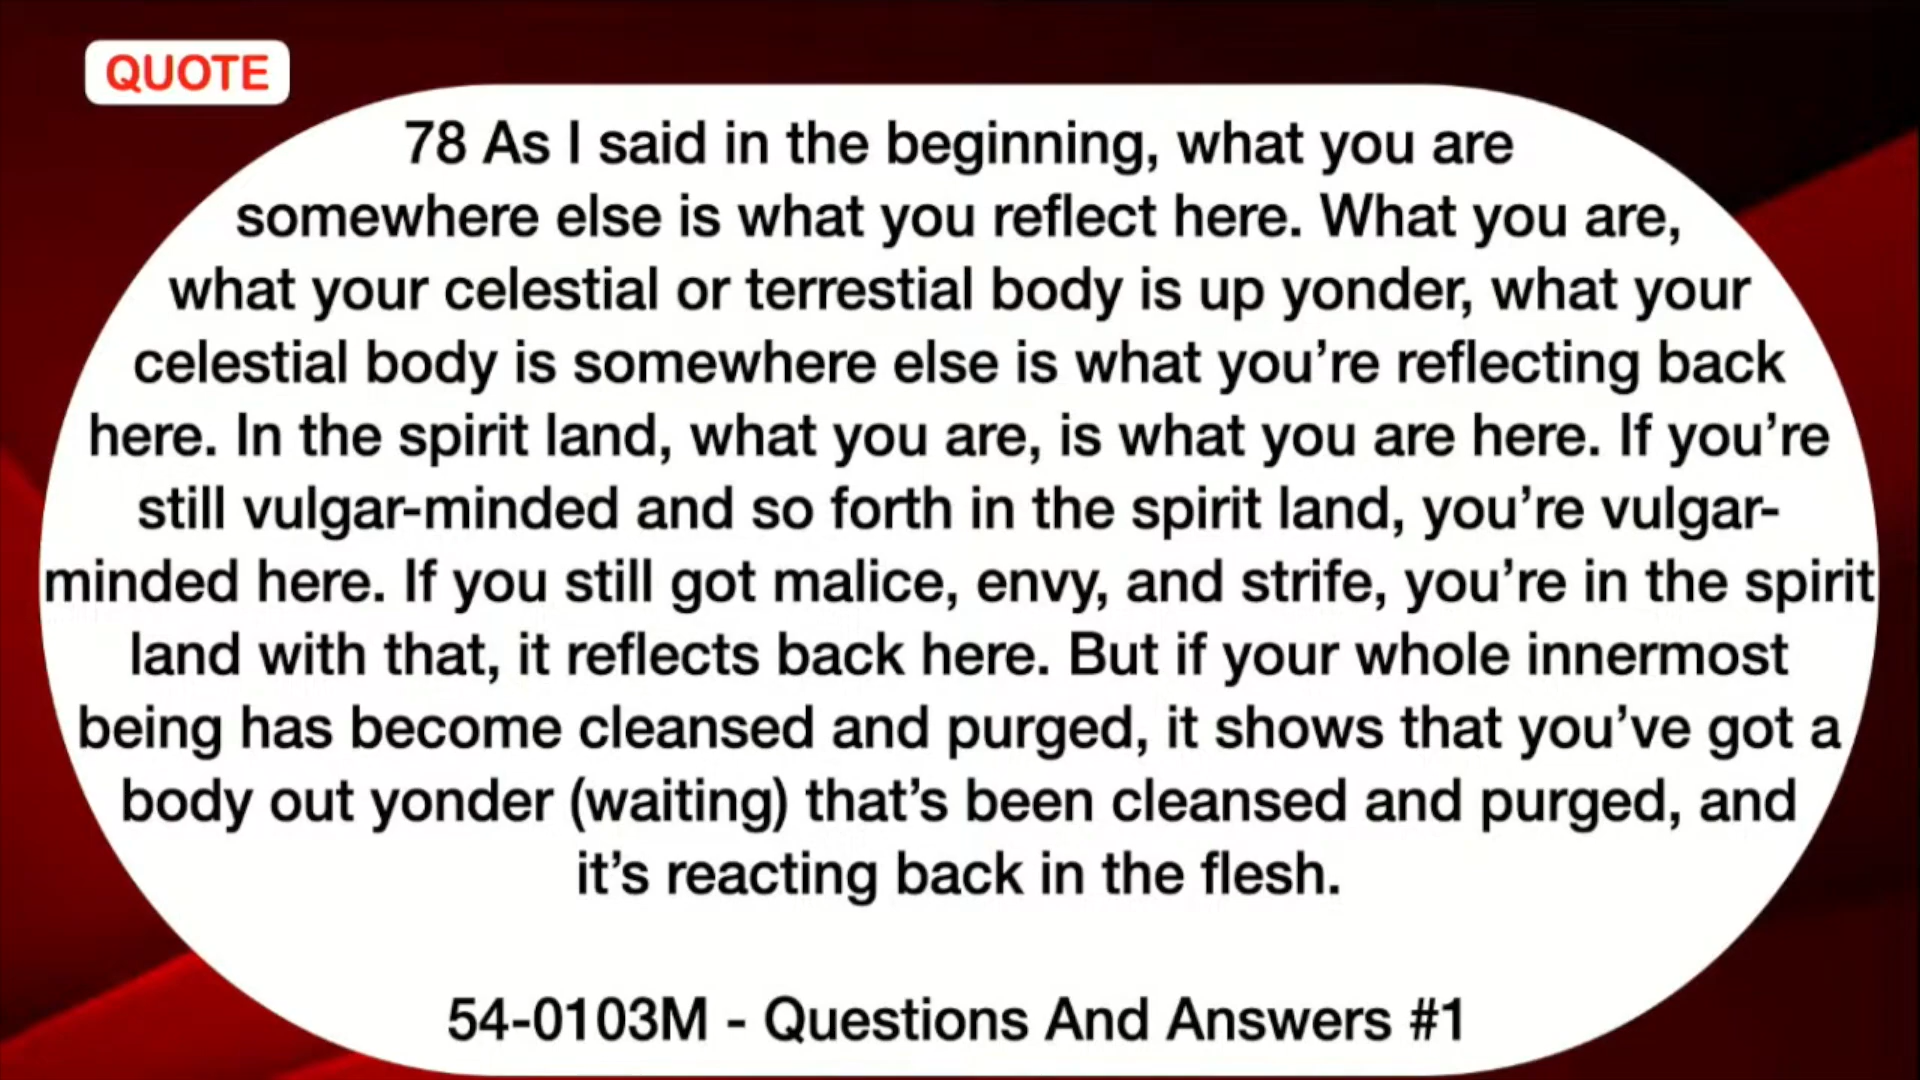 QUOTE
78 As I said in the beginning, what you are
somewhere else is what you reflect here. What you are,
what your celestial or terrestial body is up yonder, what your
celestial body is somewhere else is what you’re reflecting back
here. In the spirit land, what you are, is what you are here. If you’re
still vulgar-minded and so forth in the spirit land, you’re vulgar-
minded here. If you still got malice, envy, and strife, you’re in the spirit
land with that, it reflects back here. But if your whole innermost
being has become cleansed and purged, it shows that you’ve got a
body out yonder (waiting) that’s been cleansed and purged, and
it’s reacting back in the flesh.
54-0103M - Questions And Answers #1